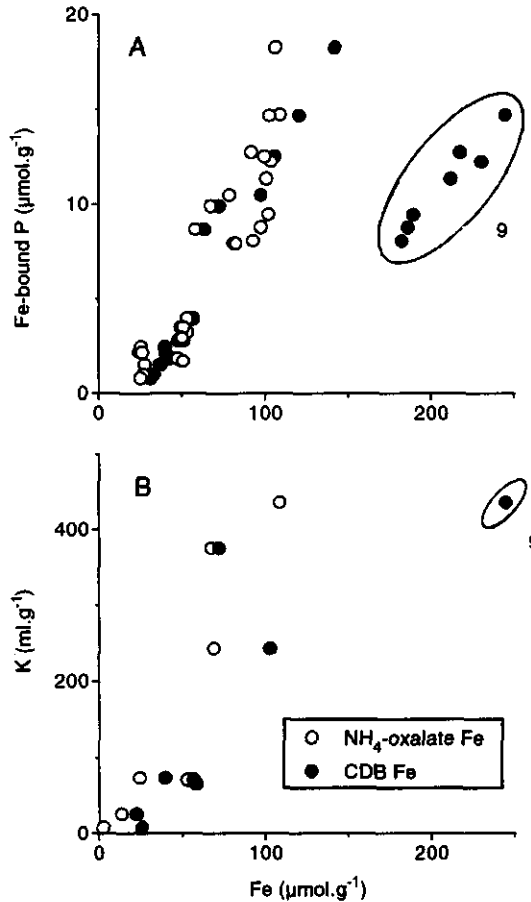 A
20
10
0
Fe-bound P (μmol.g⁻¹)
9
0 100 200
B
400
200
0
K (ml.g⁻¹)
9
NH₄-oxalate Fe
CDB Fe
0 100 200
Fe (μmol.g⁻¹)